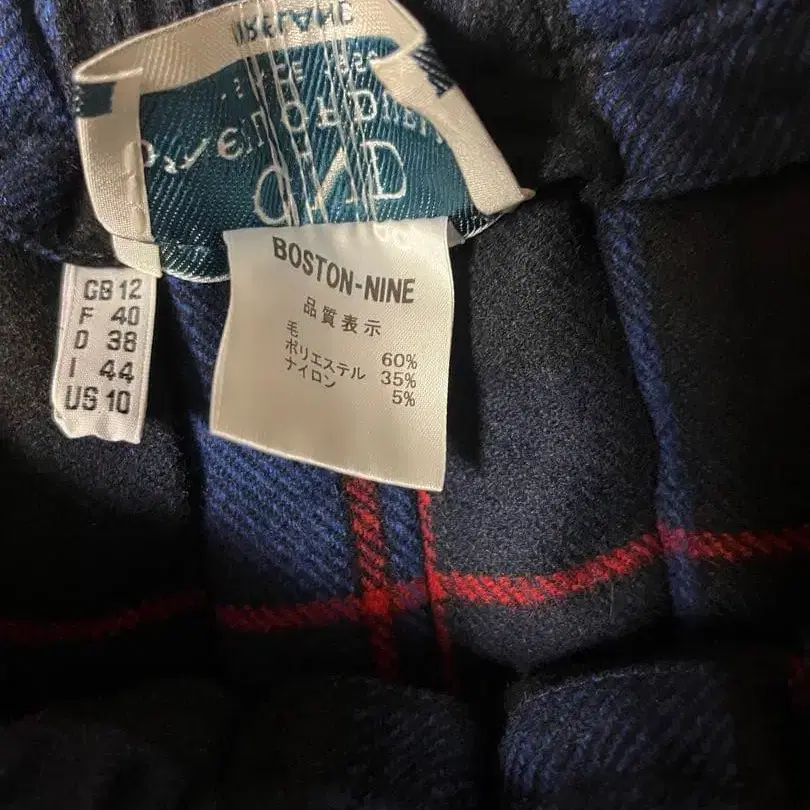 IRELAND
BOSTON-NINE
品質表示
毛 60%
ポリエステル 35%
ナイロン 5%
GB 12
F 40
D 38
I 44
US 10